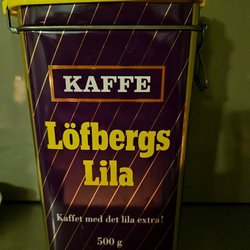 KAFFE
Löfbergs
Lila
Kaffet med det lila extra!
500 g